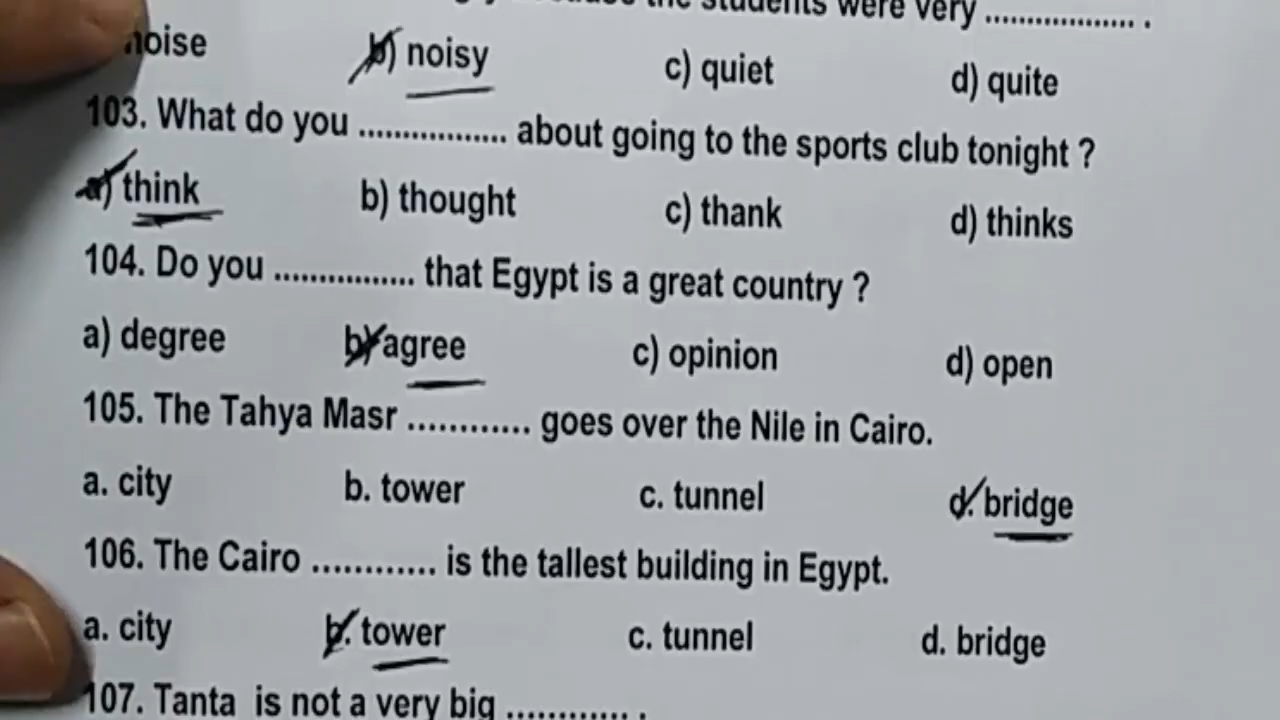 the students were very .................. .
noise b) noisy c) quiet d) quite
103. What do you ................. about going to the sports club tonight ?
a) think b) thought c) thank d) thinks
104. Do you ................ that Egypt is a great country ?
a) degree b) agree c) opinion d) open
105. The Tahya Masr ............ goes over the Nile in Cairo.
a. city b. tower c. tunnel d. bridge
106. The Cairo ............ is the tallest building in Egypt.
a. city b. tower c. tunnel d. bridge
107. Tanta is not a very big ............ .